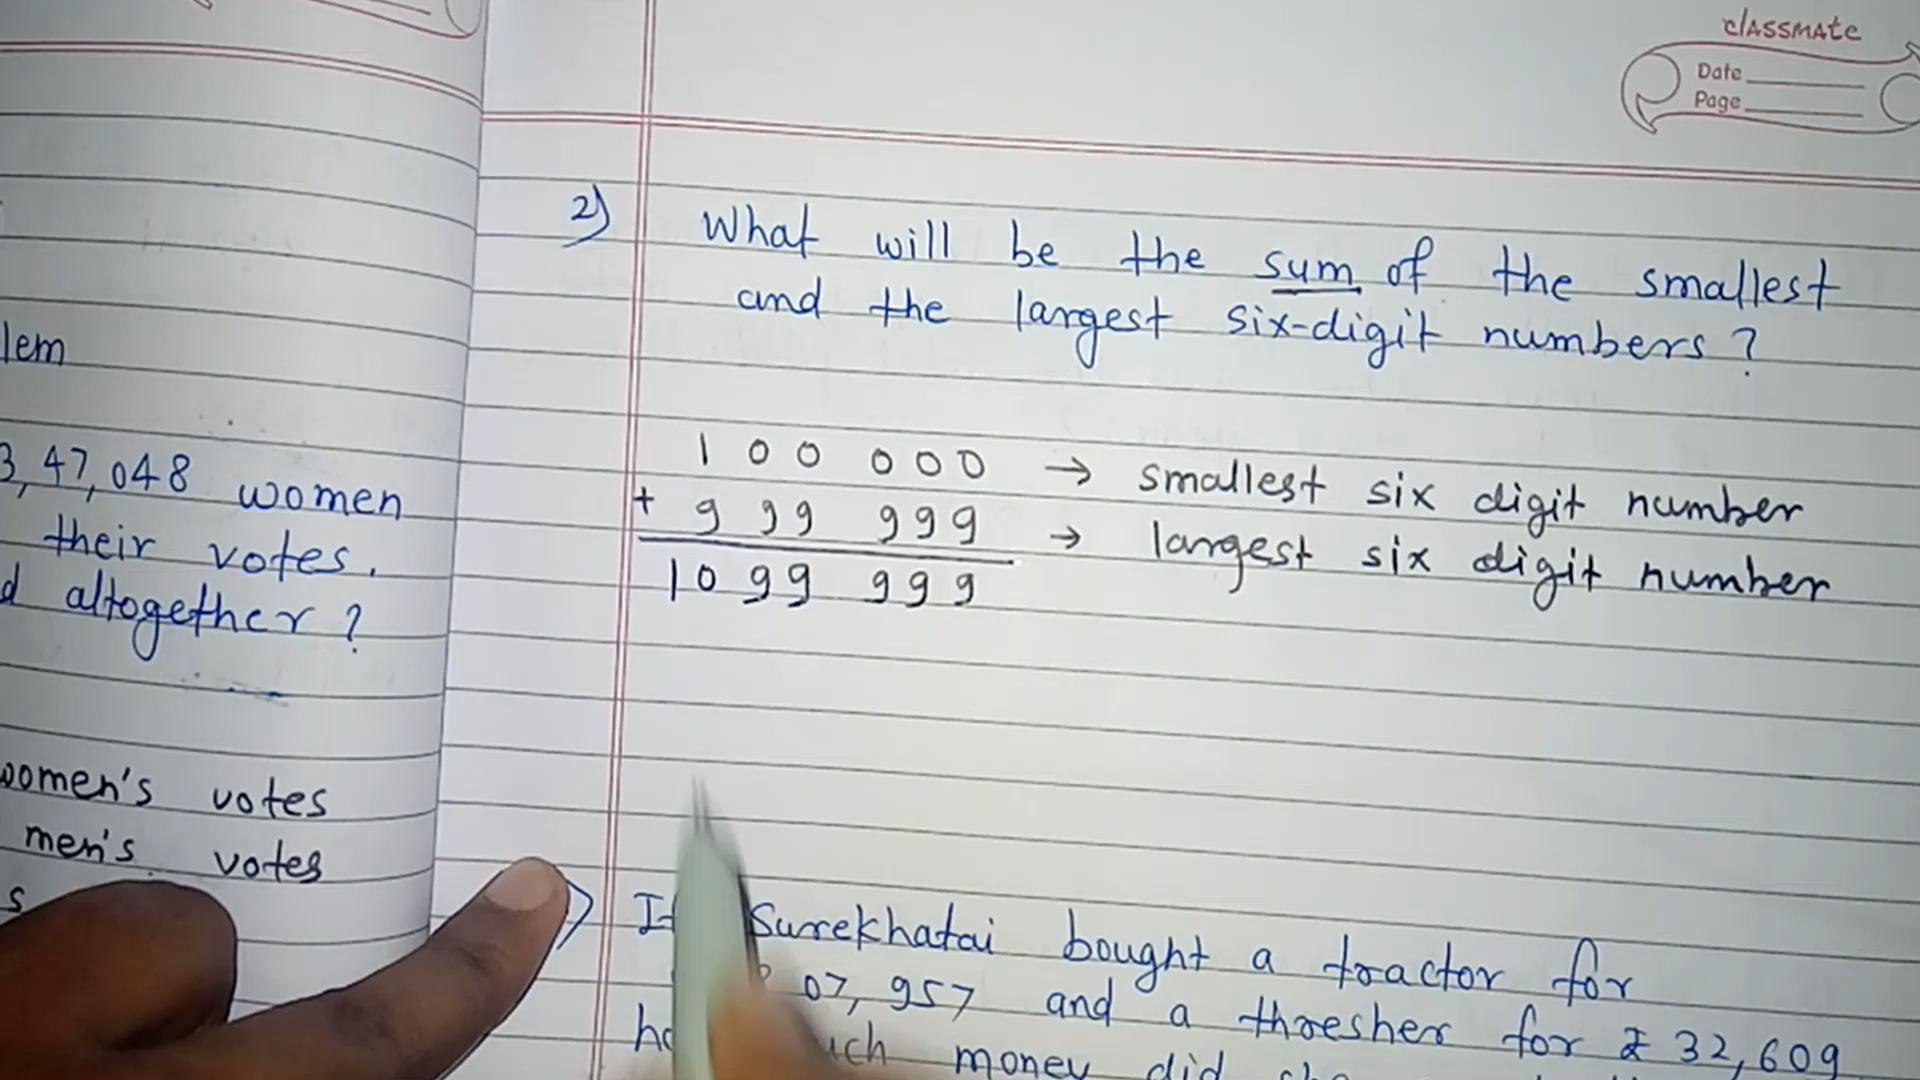 classmate
Date
Page
lem
3,47,048 women
their votes.
d altogether ?
women's votes
men's votes
s
2) What will be the sum of the smallest
and the largest six-digit numbers ?
1 0 0 0 0 0 → smallest six digit number
+ 9 9 9 9 9 9 → largest six digit number
1 0 9 9 9 9 9
Surekhatai bought a tractor for
07,957 and a thresher for ₹ 32,609
money did